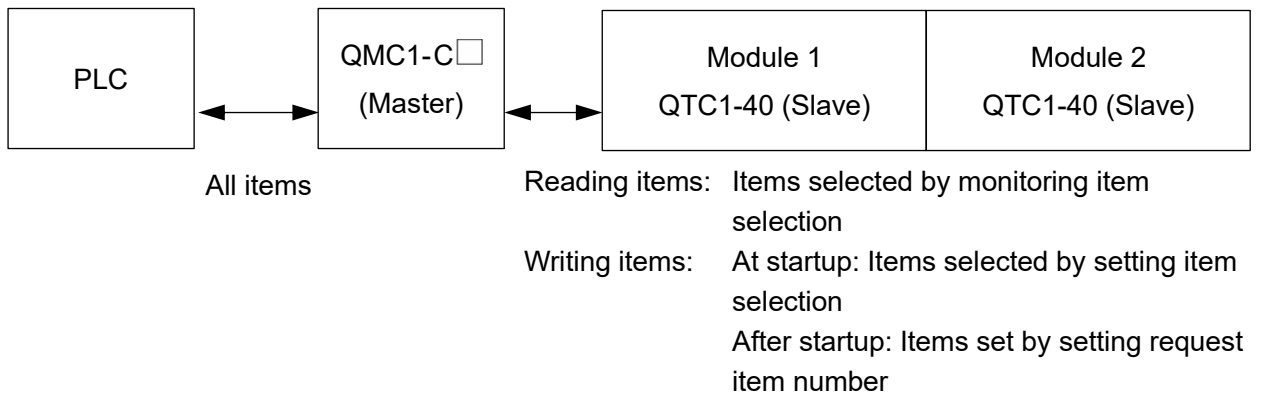 PLC
QMC1-C□
(Master)
Module 1
QTC1-40 (Slave)
Module 2
QTC1-40 (Slave)
All items
Reading items: Items selected by monitoring item
selection
Writing items: At startup: Items selected by setting item
selection
After startup: Items set by setting request
item number